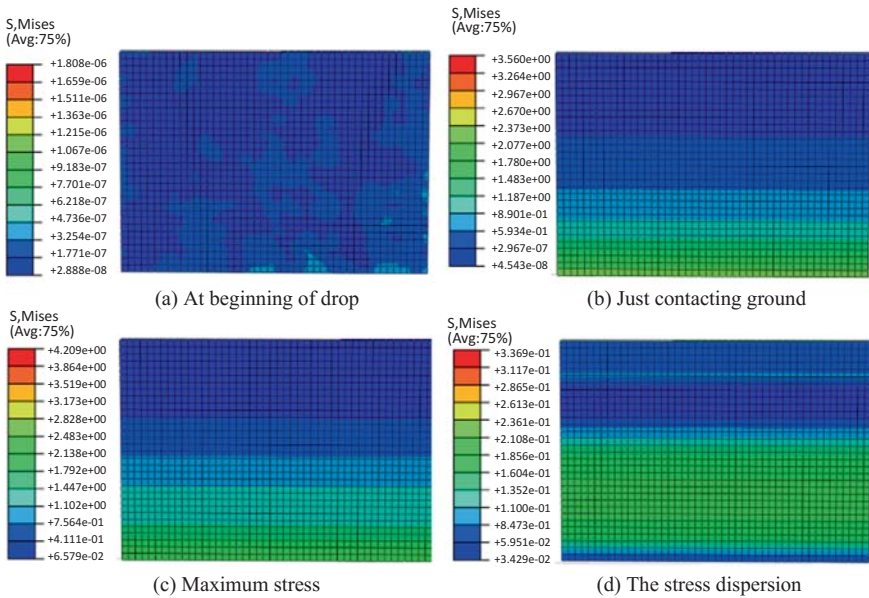 S,Mises
(Avg:75%)
+1.808e-06
+1.659e-06
+1.511e-06
+1.363e-06
+1.215e-06
+1.067e-06
+9.183e-07
+7.701e-07
+6.218e-07
+4.736e-07
+3.254e-07
+1.771e-07
+2.888e-08
(a) At beginning of drop
S,Mises
(Avg:75%)
+3.560e+00
+3.264e+00
+2.967e+00
+2.670e+00
+2.373e+00
+2.077e+00
+1.780e+00
+1.483e+00
+1.187e+00
+8.901e-01
+5.934e-01
+2.967e-07
+4.543e-08
(b) Just contacting ground
S,Mises
(Avg:75%)
+4.209e+00
+3.864e+00
+3.519e+00
+3.173e+00
+2.828e+00
+2.483e+00
+2.138e+00
+1.792e+00
+1.447e+00
+1.102e+00
+7.564e-01
+4.111e-01
+6.579e-02
(c) Maximum stress
S,Mises
(Avg:75%)
+3.369e-01
+3.117e-01
+2.865e-01
+2.613e-01
+2.361e-01
+2.108e-01
+1.856e-01
+1.604e-01
+1.352e-01
+1.100e-01
+8.473e-01
+5.951e-02
+3.429e-02
(d) The stress dispersion